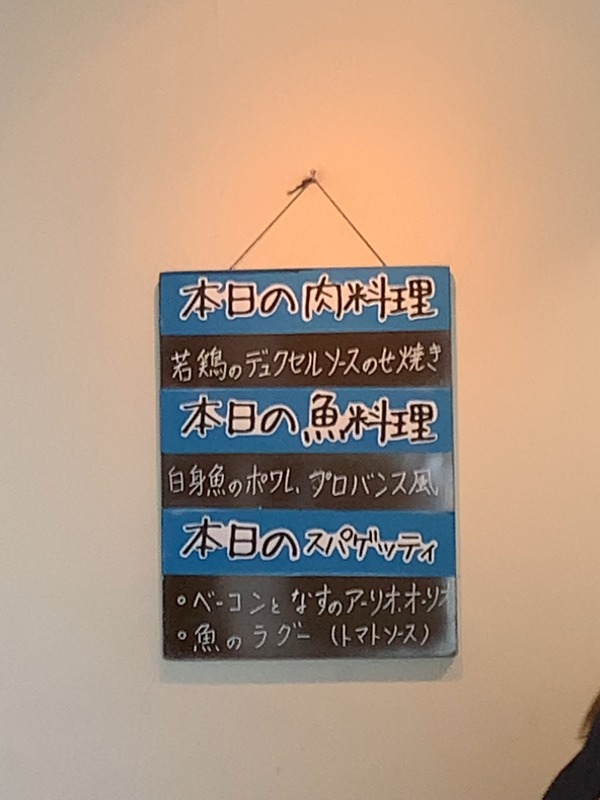 本日の肉料理
若鶏のデュクセルソースのせ焼き
本日の魚料理
白身魚のポワレ、プロバンス風
本日のスパゲッティ
・ベーコンとなすのアーリオ.オーリオ
・魚のラグー（トマトソース）